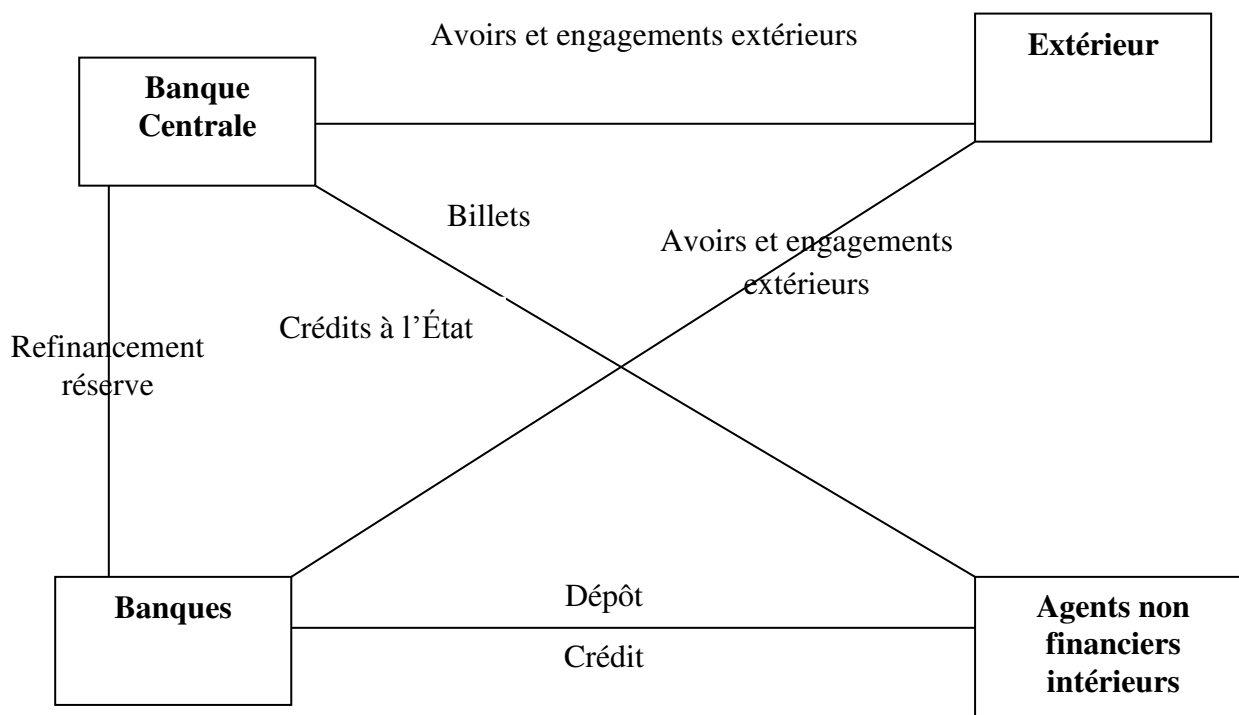 Avoirs et engagements extérieurs
Extérieur
Banque
Centrale
Billets
Avoirs et engagements
extérieurs
Crédits à l’État
Refinancement
réserve
Banques
Dépôt
Crédit
Agents non
financiers
intérieurs